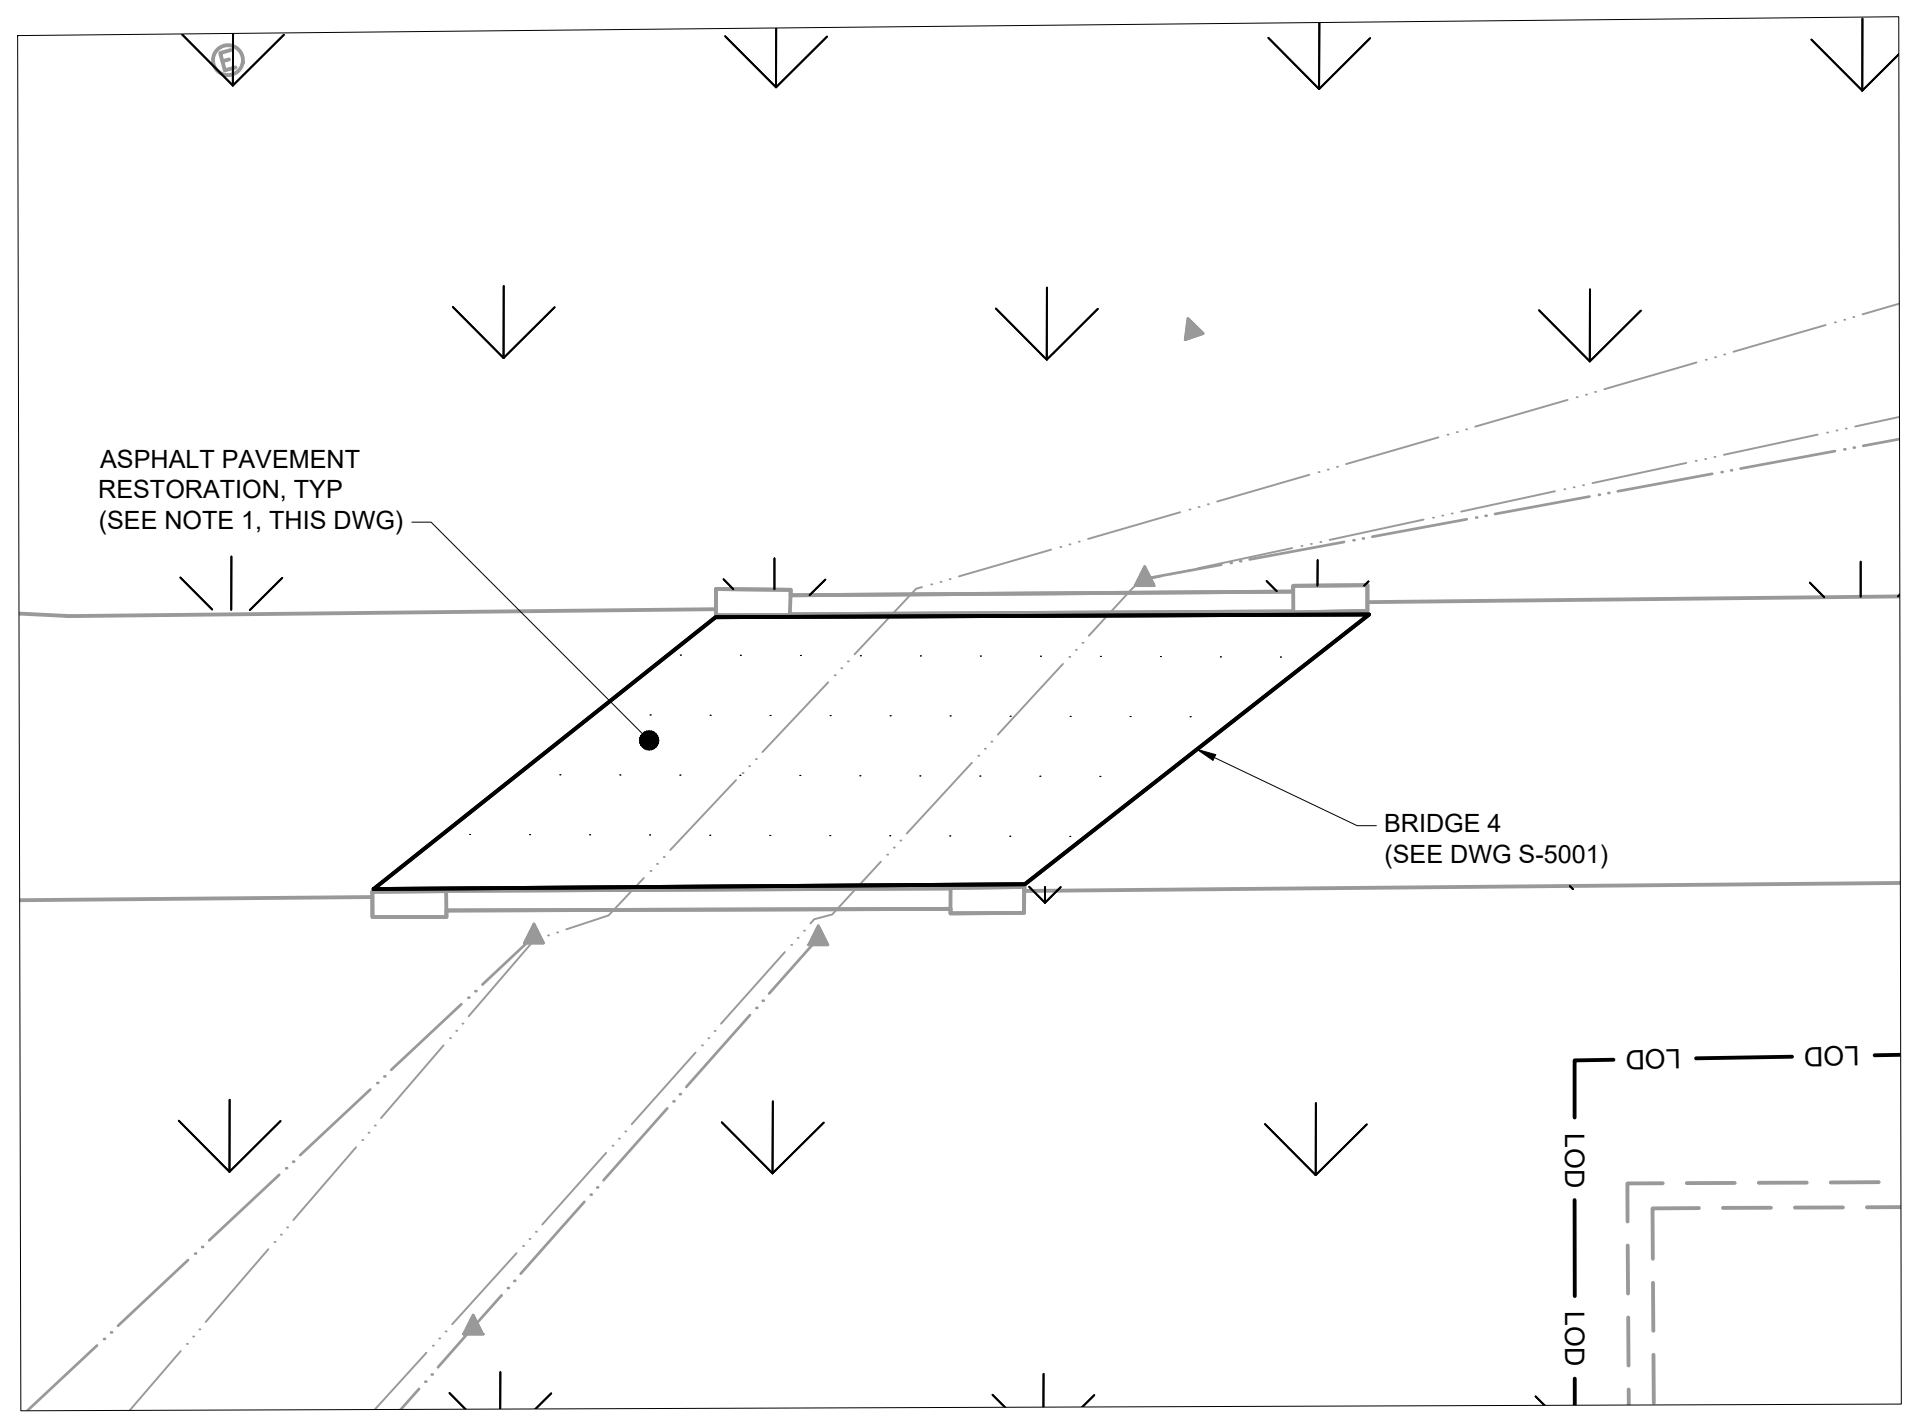 E
ASPHALT PAVEMENT
RESTORATION, TYP
(SEE NOTE 1, THIS DWG)
BRIDGE 4
(SEE DWG S-5001)
LOD
LOD
LOD
LOD